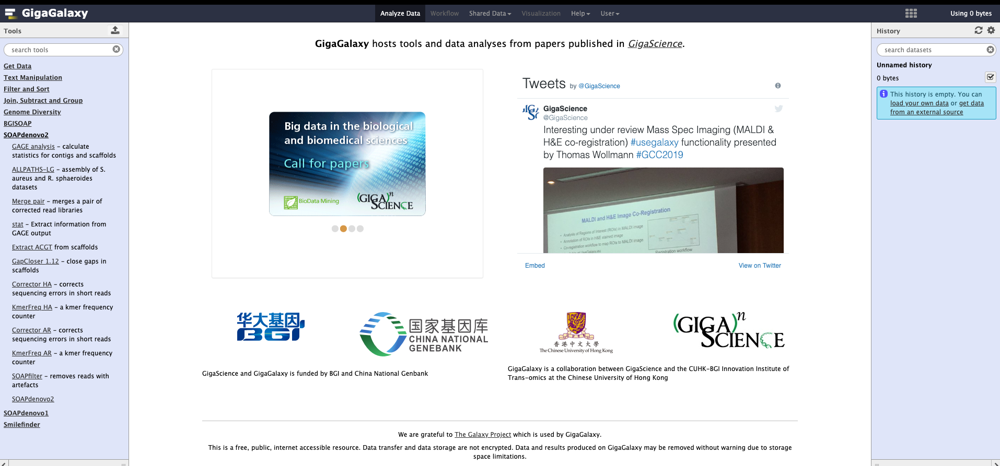 GigaGalaxy
Analyze Data
Workflow
Shared Data
Visualization
Help
User
Using 0 bytes
Tools
search tools
Get Data
Text Manipulation
Filter and Sort
Join, Subtract and Group
Genome Diversity
BGISOAP
SOAPdenovo2
GAGE analysis - calculate
statistics for contigs and scaffolds
ALLPATHS-LG - assembly of S.
aureus and R. sphaeroides
datasets
Merge pair - merges a pair of
corrected read libraries
stat - Extract information from
GAGE output
Extract ACGT from scaffolds
GapCloser 1.12 - close gaps in
scaffolds
Corrector HA - corrects
sequencing errors in short reads
KmerFreq HA - a kmer frequency
counter
Corrector AR - corrects
sequencing errors in short reads
KmerFreq AR - a kmer frequency
counter
SOAPfilter - removes reads with
artefacts
SOAPdenovo2
SOAPdenovo1
Smilefinder
GigaGalaxy hosts tools and data analyses from papers published in GigaScience.
Big data in the biological
and biomedical sciences
Call for papers
BioData Mining
(GIGA)n
SCIENCE
Tweets by @GigaScience
GigaScience
@GigaScience
Interesting under review Mass Spec Imaging (MALDI &
H&E co-registration) #usegalaxy functionality presented
by Thomas Wollmann #GCC2019
MALDI and H&E Image Co-Registration
Analysis of Regions of Interest (ROIs) in MALDI image
Annotation of ROIs in H&E stained image
Co-registration workflow to map ROIs to MALDI image
Registration workflow
Embed
View on Twitter
华大基因
BGI
国家基因库
CHINA NATIONAL
GENEBANK
香港中文大學
The Chinese University of Hong Kong
(GIGA)n
SCIENCE
GigaScience and GigaGalaxy is funded by BGI and China National Genbank
GigaGalaxy is a collaboration between GigaScience and the CUHK-BGI Innovation Institute of
Trans-omics at the Chinese University of Hong Kong
We are grateful to The Galaxy Project which is used by GigaGalaxy.
This is a free, public, internet accessible resource. Data transfer and data storage are not encrypted. Data and results produced on GigaGalaxy may be removed without warning due to storage
space limitations.
History
search datasets
Unnamed history
0 bytes
This history is empty. You can
load your own data or get data
from an external source